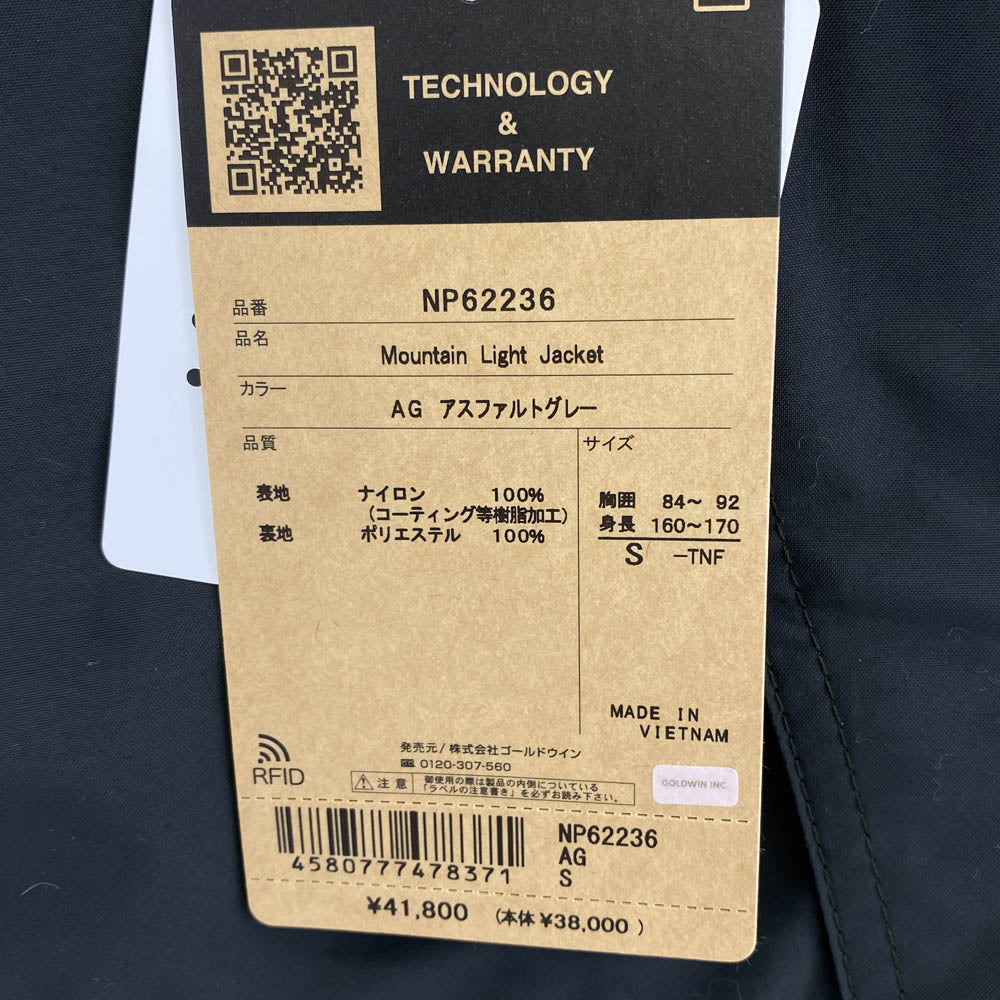 TECHNOLOGY
&
WARRANTY
品番 NP62236
品名
Mountain Light Jacket
カラー
AG アスファルトグレー
品質
サイズ
表地 ナイロン 100%
(コーティング等樹脂加工)
裏地 ポリエステル 100%
胸囲 84～ 92
身長 160～170
S -TNF
MADE IN
VIETNAM
RFID
発売元/株式会社ゴールドウイン
0120-307-560
注意 御使用の際は製品の内側についている
「ラベルの注意書き」を必ずお読み下さい。
GOLDWIN INC.
4580777478371
NP62236
AG
S
¥41,800 (本体¥38,000)